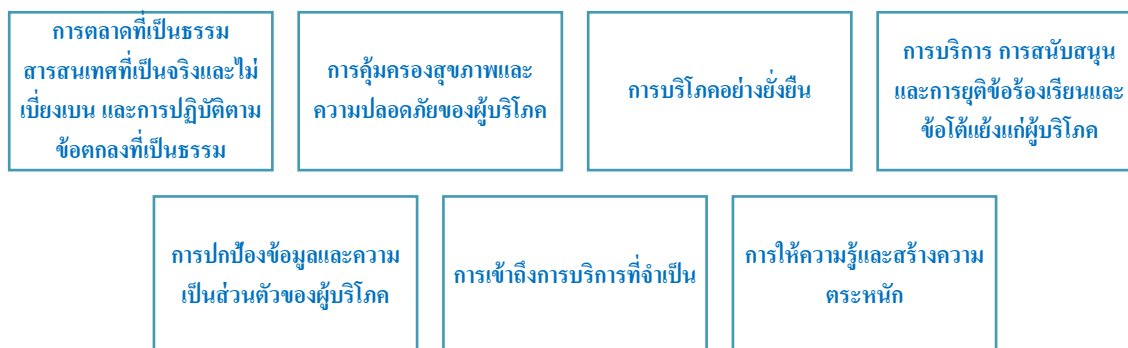 การตลาดที่เป็นธรรม
สารสนเทศที่เป็นจริงและไม่
เบี่ยงเบน และการปฏิบัติตาม
ข้อตกลงที่เป็นธรรม
การคุ้มครองสุขภาพและ
ความปลอดภัยของผู้บริโภค
การบริโภคอย่างยั่งยืน
การบริการ การสนับสนุน
และการยุติข้อร้องเรียนและ
ข้อโต้แย้งแก่ผู้บริโภค
การปกป้องข้อมูลและความ
เป็นส่วนตัวของผู้บริโภค
การเข้าถึงการบริการที่จำเป็น
การให้ความรู้และสร้างความ
ตระหนัก